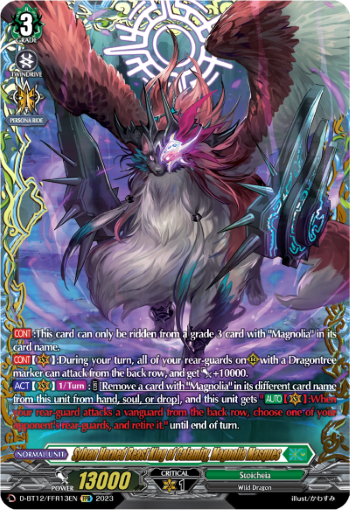 3
GRADE
TWINDRIVE
PERSONA RIDE
CONT:This card can only be ridden from a grade 3 card with "Magnolia" in its
card name.
CONT【 】:During your turn, all of your rear-guards on with a Dragontree
marker can attack from the back row, and get +10000.
ACT【 】1/Turn: [Remove a card with "Magnolia" in its different card name
from this unit from hand, soul, or drop], and this unit gets "AUTO【 】:When
your rear-guard attacks a vanguard from the back row, choose one of your
opponent's rear-guards, and retire it." until end of turn.
NORMAL UNIT
Magnolia Masques
POWER 13000
CRITICAL
1
Stoicheia
Wild Dragon
D-BT12/FFR13EN FFR 2023
illust/かわすみ